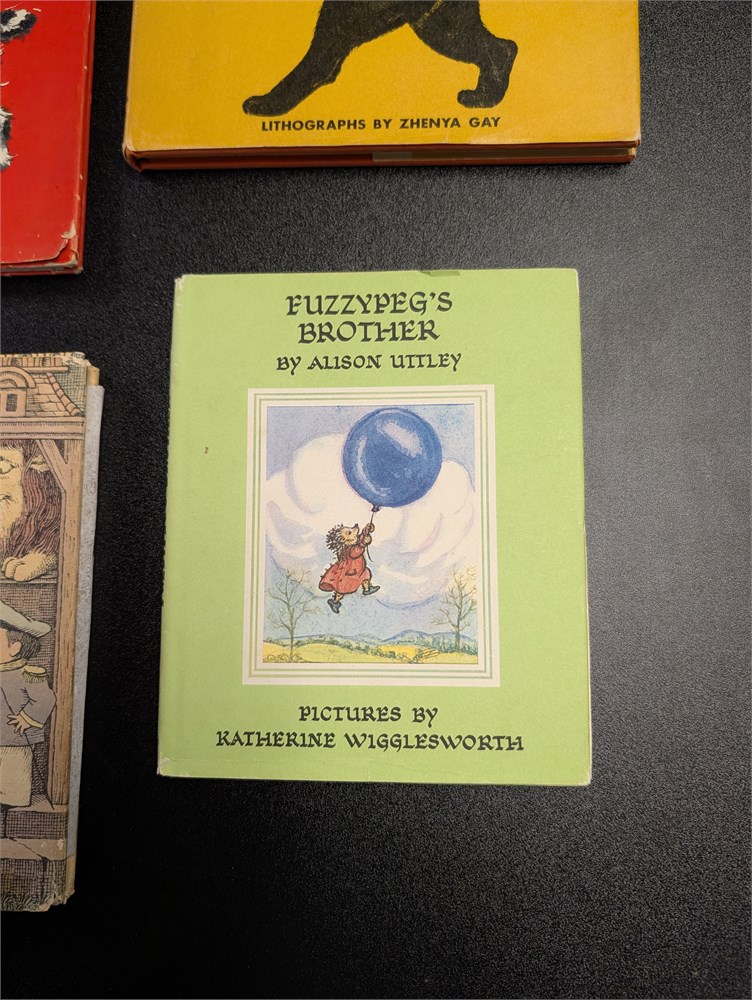 LITHOGRAPHS BY ZHENYA GAY
FUZZYPEG'S
BROTHER
BY ALISON UTTLEY
PICTURES BY
KATHERINE WIGGLESWORTH